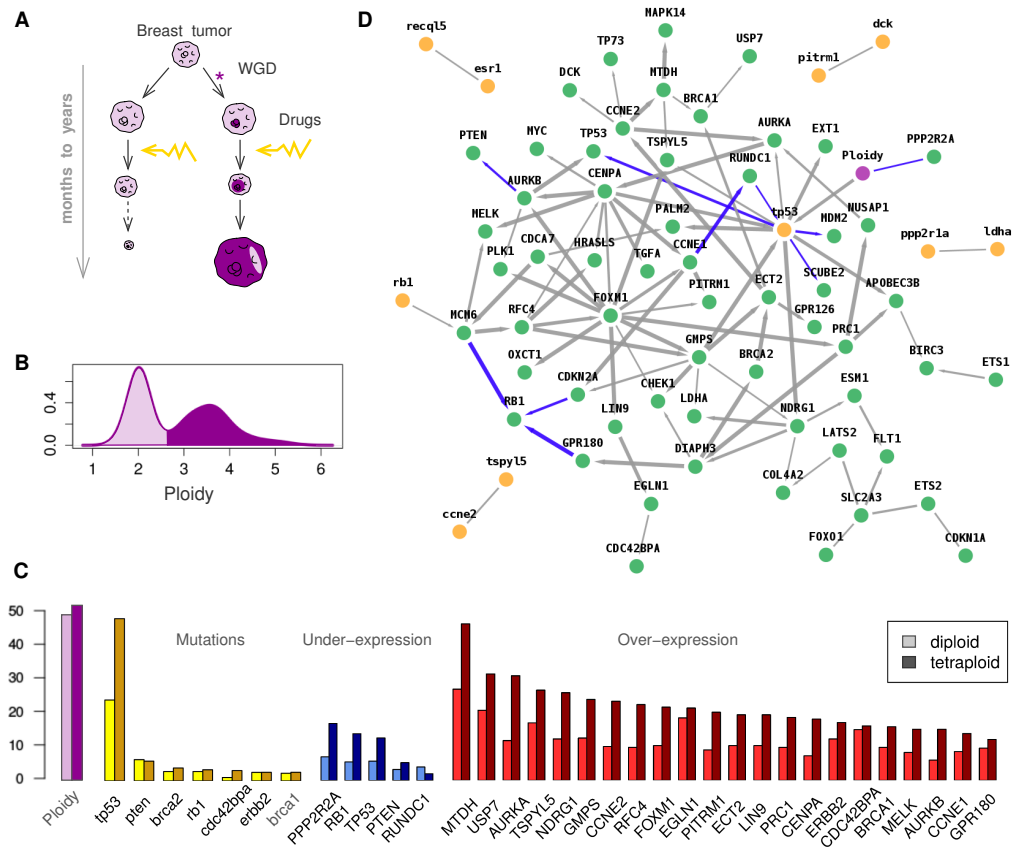 A
Breast tumor
*
WGD
Drugs
months to years
B
0.0
0.4
1 2 3 4 5 6
Ploidy
D
recql5
esr1
MAPK14
TP73
USP7
dck
pitrm1
DCK
MTDH
CCNE2
BRCA1
PTEN
MYC
TP53
TSPYL5
AURKA
EXT1
PPP2R2A
RUNDC1
Ploidy
AURKB
CENPA
MELK
PALM2
tp53
MDM2
NUSAP1
PLK1
CDCA7
HRASLS
TGFA
CCNE1
ppp2r1a
ldha
rb1
PITRM1
ECT2
SCUBE2
APOBEC3B
MCM6
RFC4
FOXM1
GPR126
PRC1
GMPS
OXCT1
BRCA2
BIRC3
ETS1
CDKN2A
CHEK1
LDHA
ESM1
RB1
LIN9
NDRG1
GPR180
DIAPH3
LATS2
FLT1
tspyl5
EGLN1
COL4A2
SLC2A3
ETS2
ccne2
CDC42BPA
FOXO1
CDKN1A
C
50
40
30
20
10
0
Mutations
Under-expression
Over-expression
diploid
tetraploid
Ploidy
tp53
pten
brca2
rb1
cdc42bpa
erbb2
brca1
PPP2R2A
RB1
TP53
PTEN
RUNDC1
MTDH
USP7
AURKA
TSPYL5
NDRG1
GMPS
CCNE2
RFC4
FOXM1
EGLN1
PITRM1
ECT2
LIN9
PRC1
CENPA
ERBB2
CDC42BPA
BRCA1
MELK
AURKB
CCNE1
GPR180